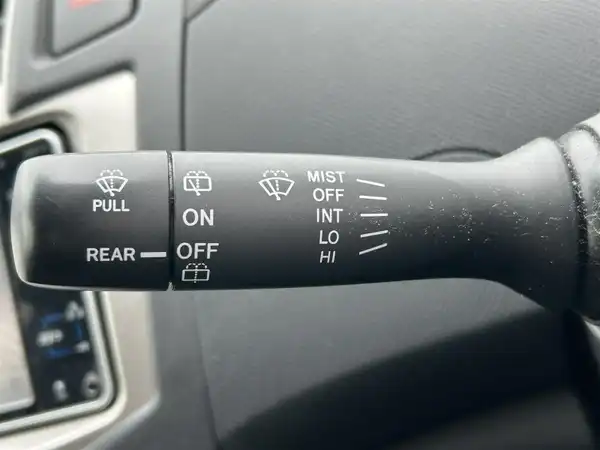 PULL
REAR
ON
OFF
MIST
OFF
INT
LO
HI